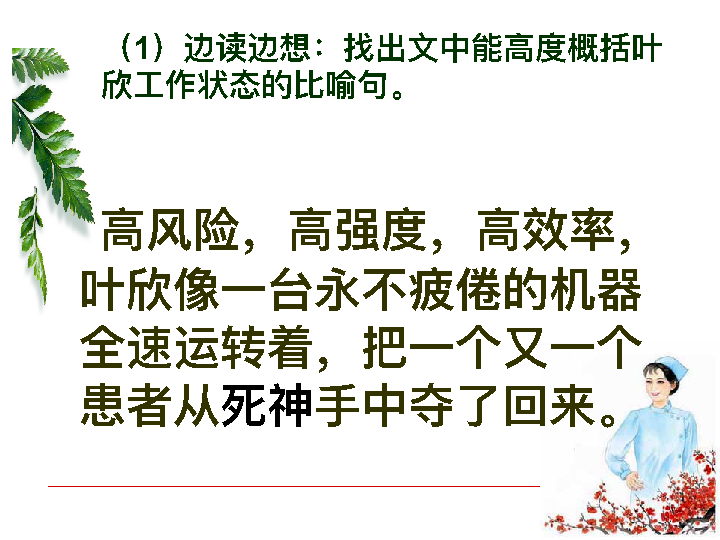 （1）边读边想：找出文中能高度概括叶
欣工作状态的比喻句。
高风险，高强度，高效率，
叶欣像一台永不疲倦的机器
全速运转着，把一个又一个
患者从死神手中夺了回来。